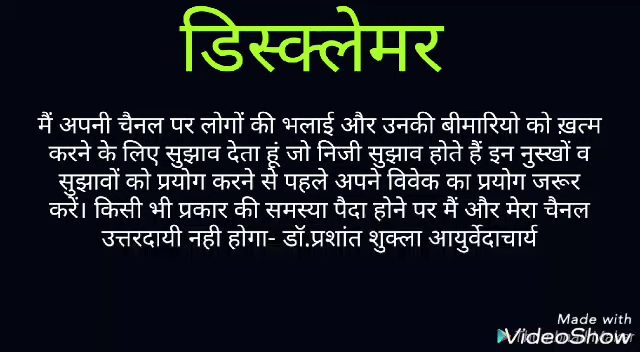 डिस्क्लेमर
मैं अपनी चैनल पर लोगों की भलाई और उनकी बीमारियो को ख़त्म
करने के लिए सुझाव देता हूं जो निजी सुझाव होते हैं इन नुस्खों व
सुझावों को प्रयोग करने से पहले अपने विवेक का प्रयोग जरूर
करें। किसी भी प्रकार की समस्या पैदा होने पर मैं और मेरा चैनल
उत्तरदायी नही होगा- डॉ.प्रशांत शुक्ला आयुर्वेदाचार्य
Made with
VideoShow